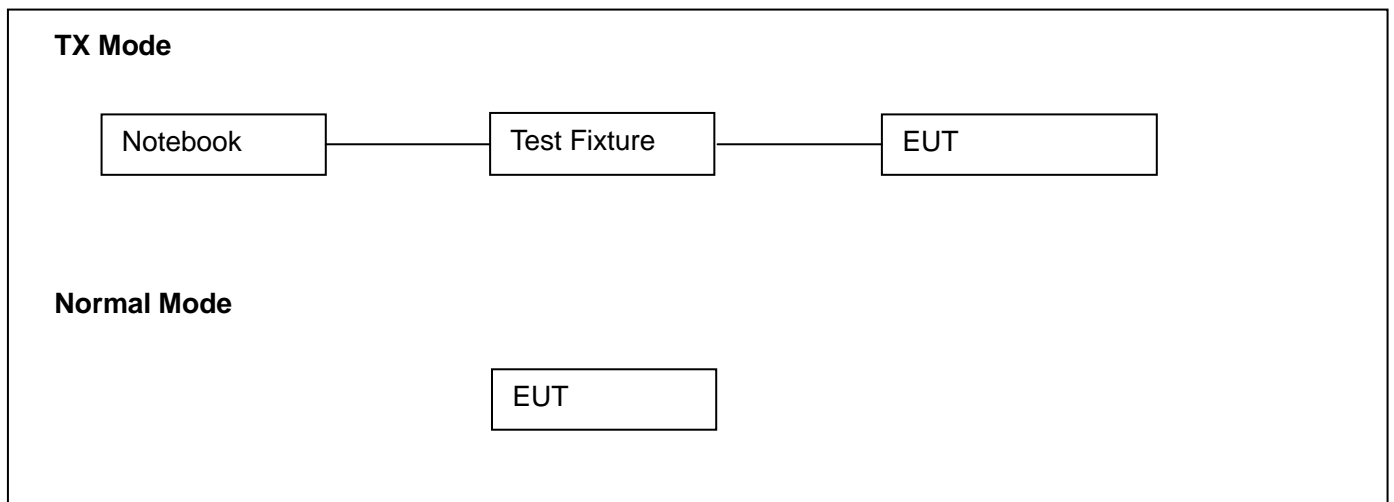 TX Mode
Notebook
Test Fixture
EUT
Normal Mode
EUT